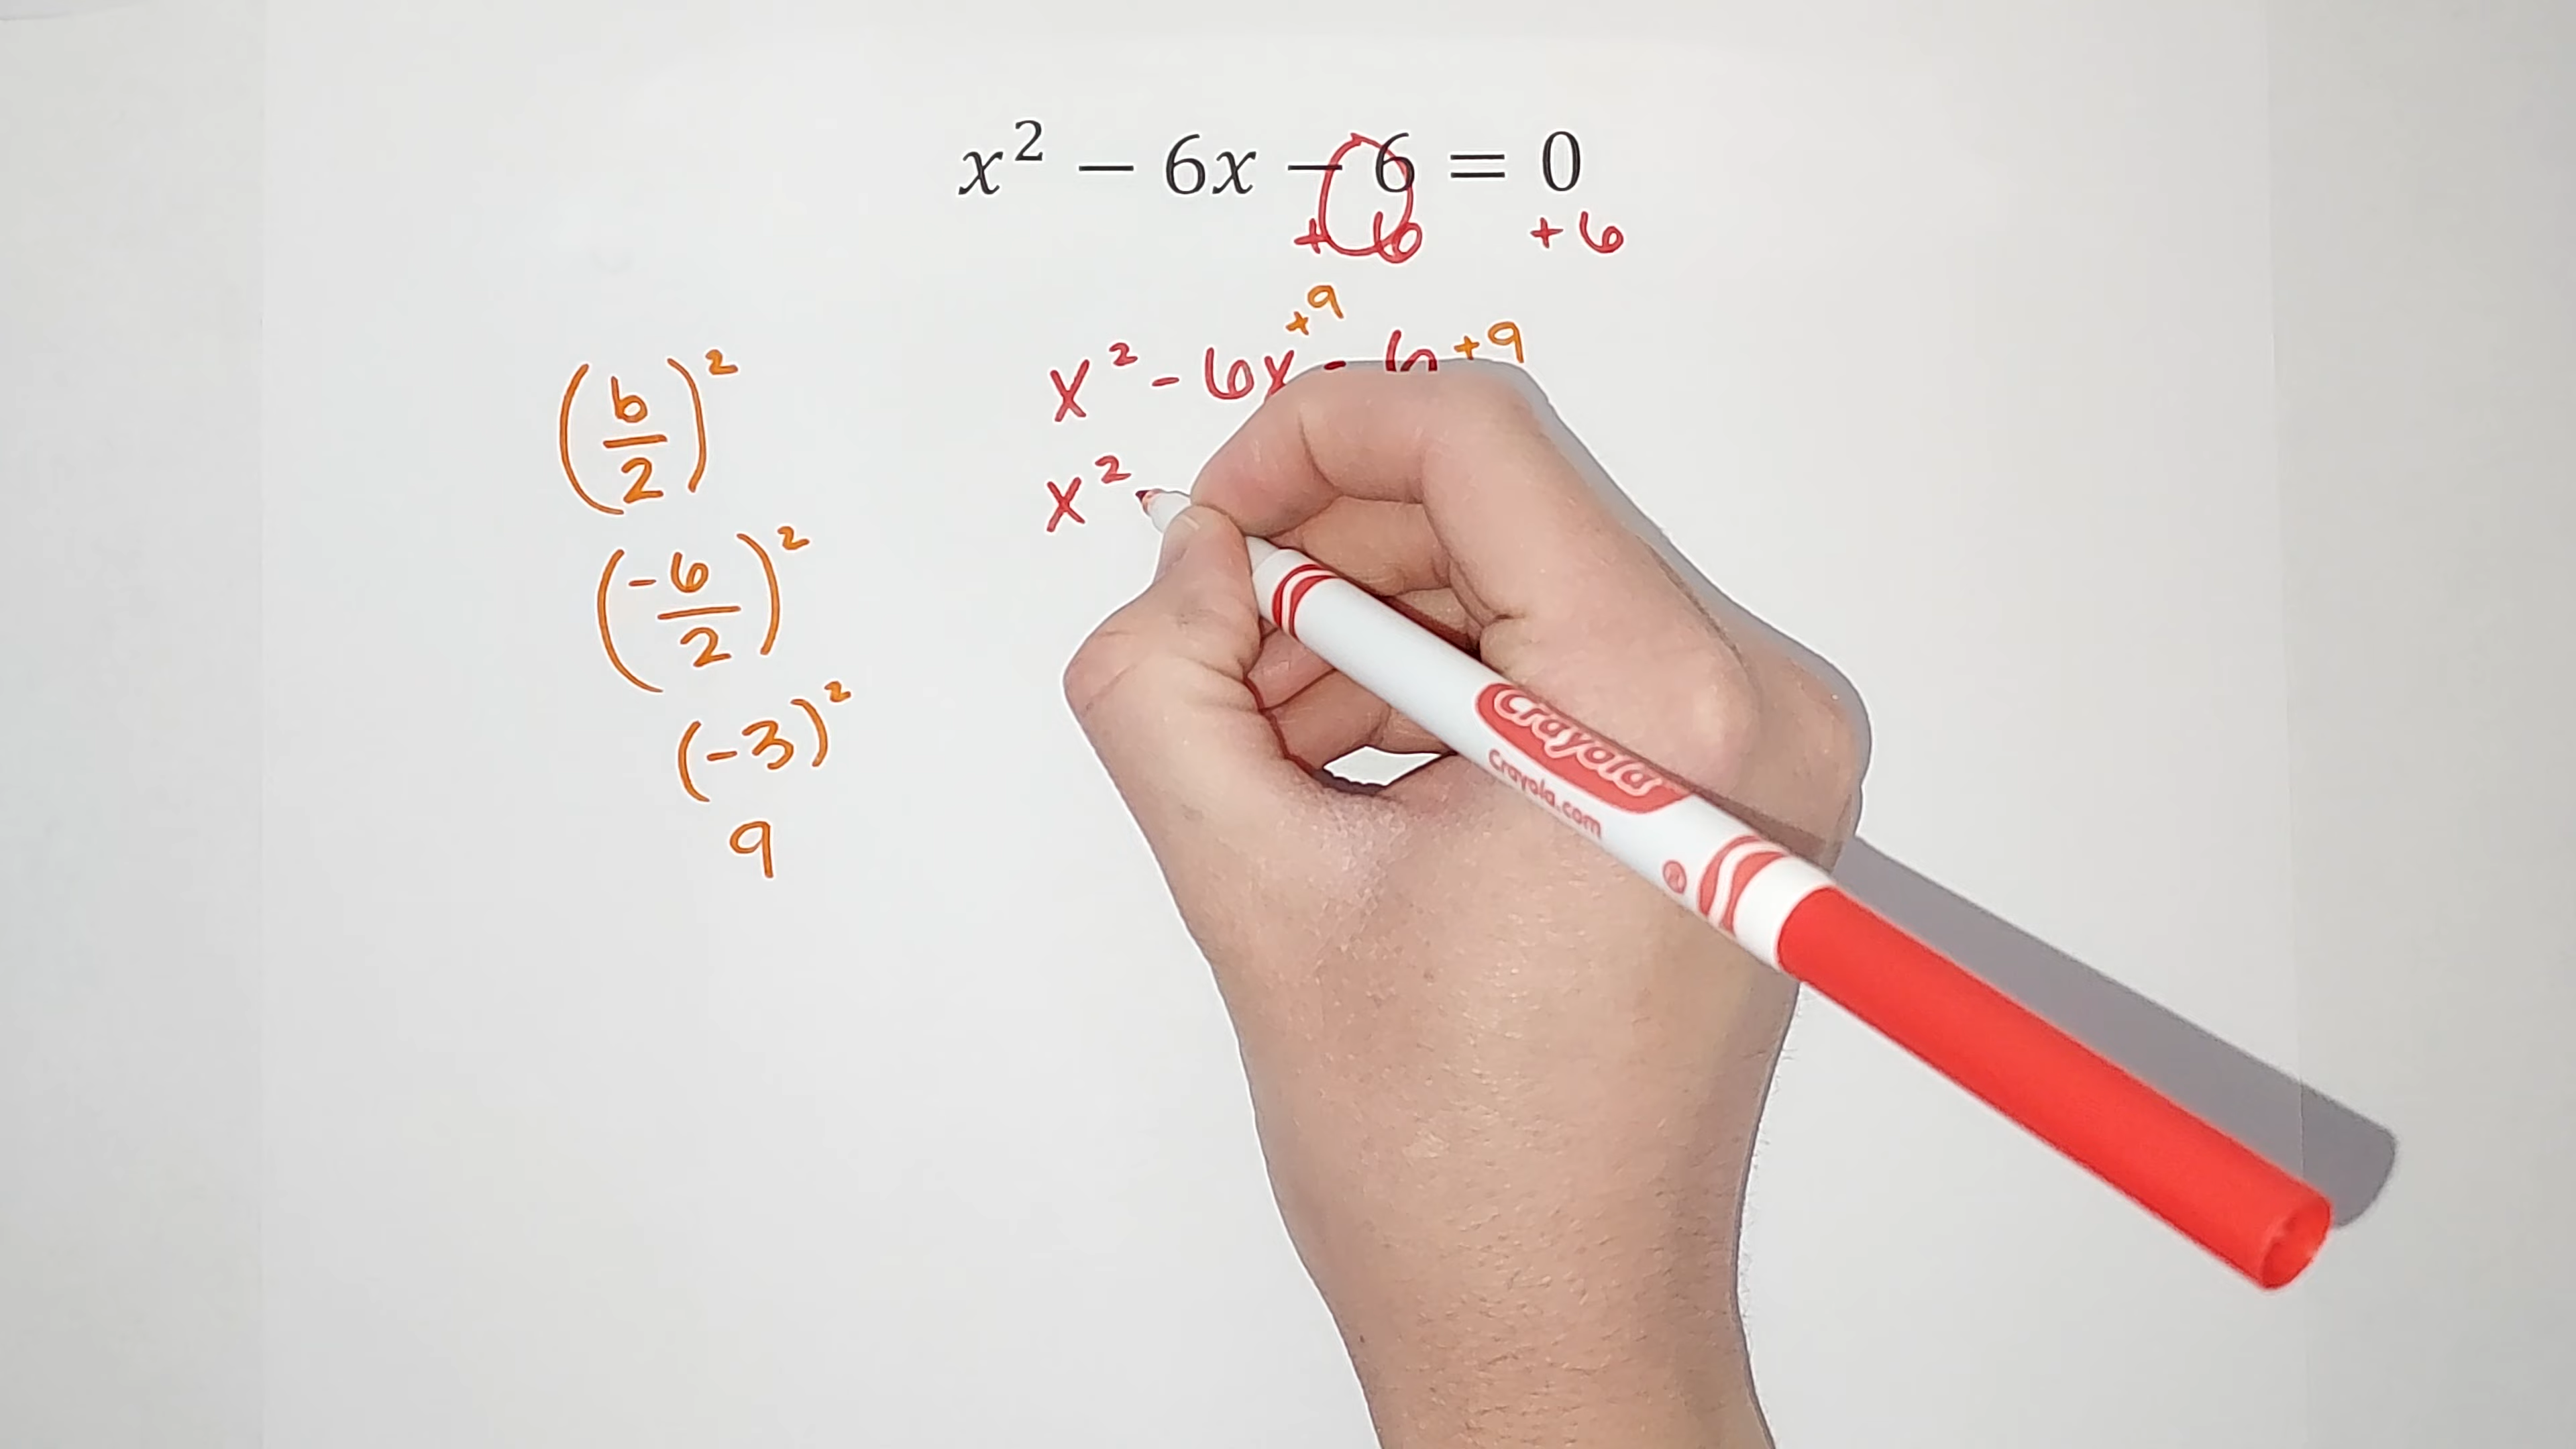 x² − 6x − 6 = 0
+ 6 + 6
+9
x² - 6x = 6 +9
x²
(b/2)²
(-6/2)²
(-3)²
9
Crayola
Crayola.com
®